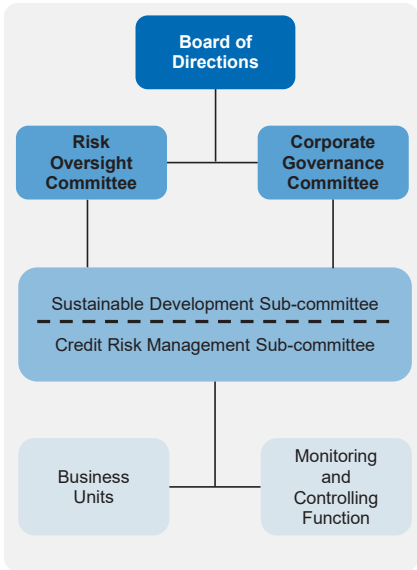 Board of
Directions
Risk
Oversight
Committee
Corporate
Governance
Committee
Sustainable Development Sub-committee
Credit Risk Management Sub-committee
Business
Units
Monitoring
and
Controlling
Function